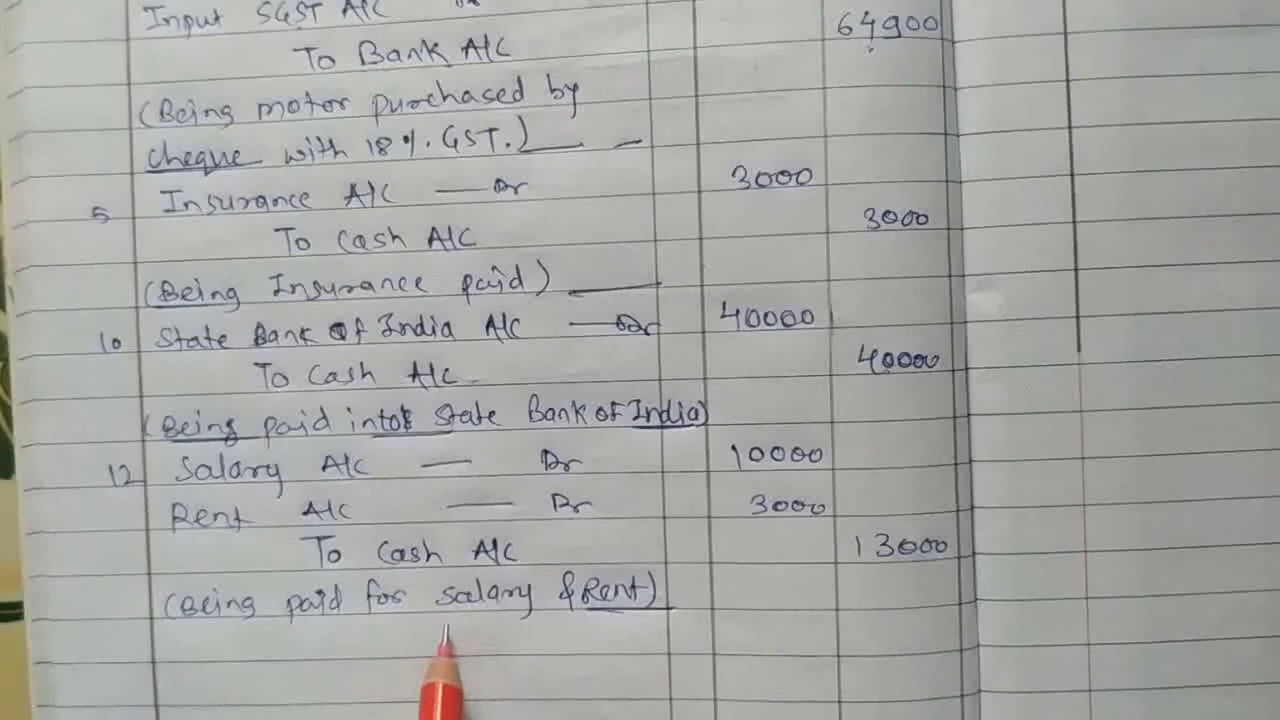 Input SGST A/C Dr
64900
To Bank A/C
(Being motor purchased by
cheque with 18%. GST.)
5 Insurance A/C — Dr 3000
To Cash A/C 3000
(Being Insurance paid)
10 State Bank of India A/C — Dr 40000
To Cash A/C 40000
(Being paid into State Bank of India)
12 Salary A/C — Dr 10000
Rent A/C — Dr 3000
To Cash A/C 13000
(Being paid for salary & Rent)